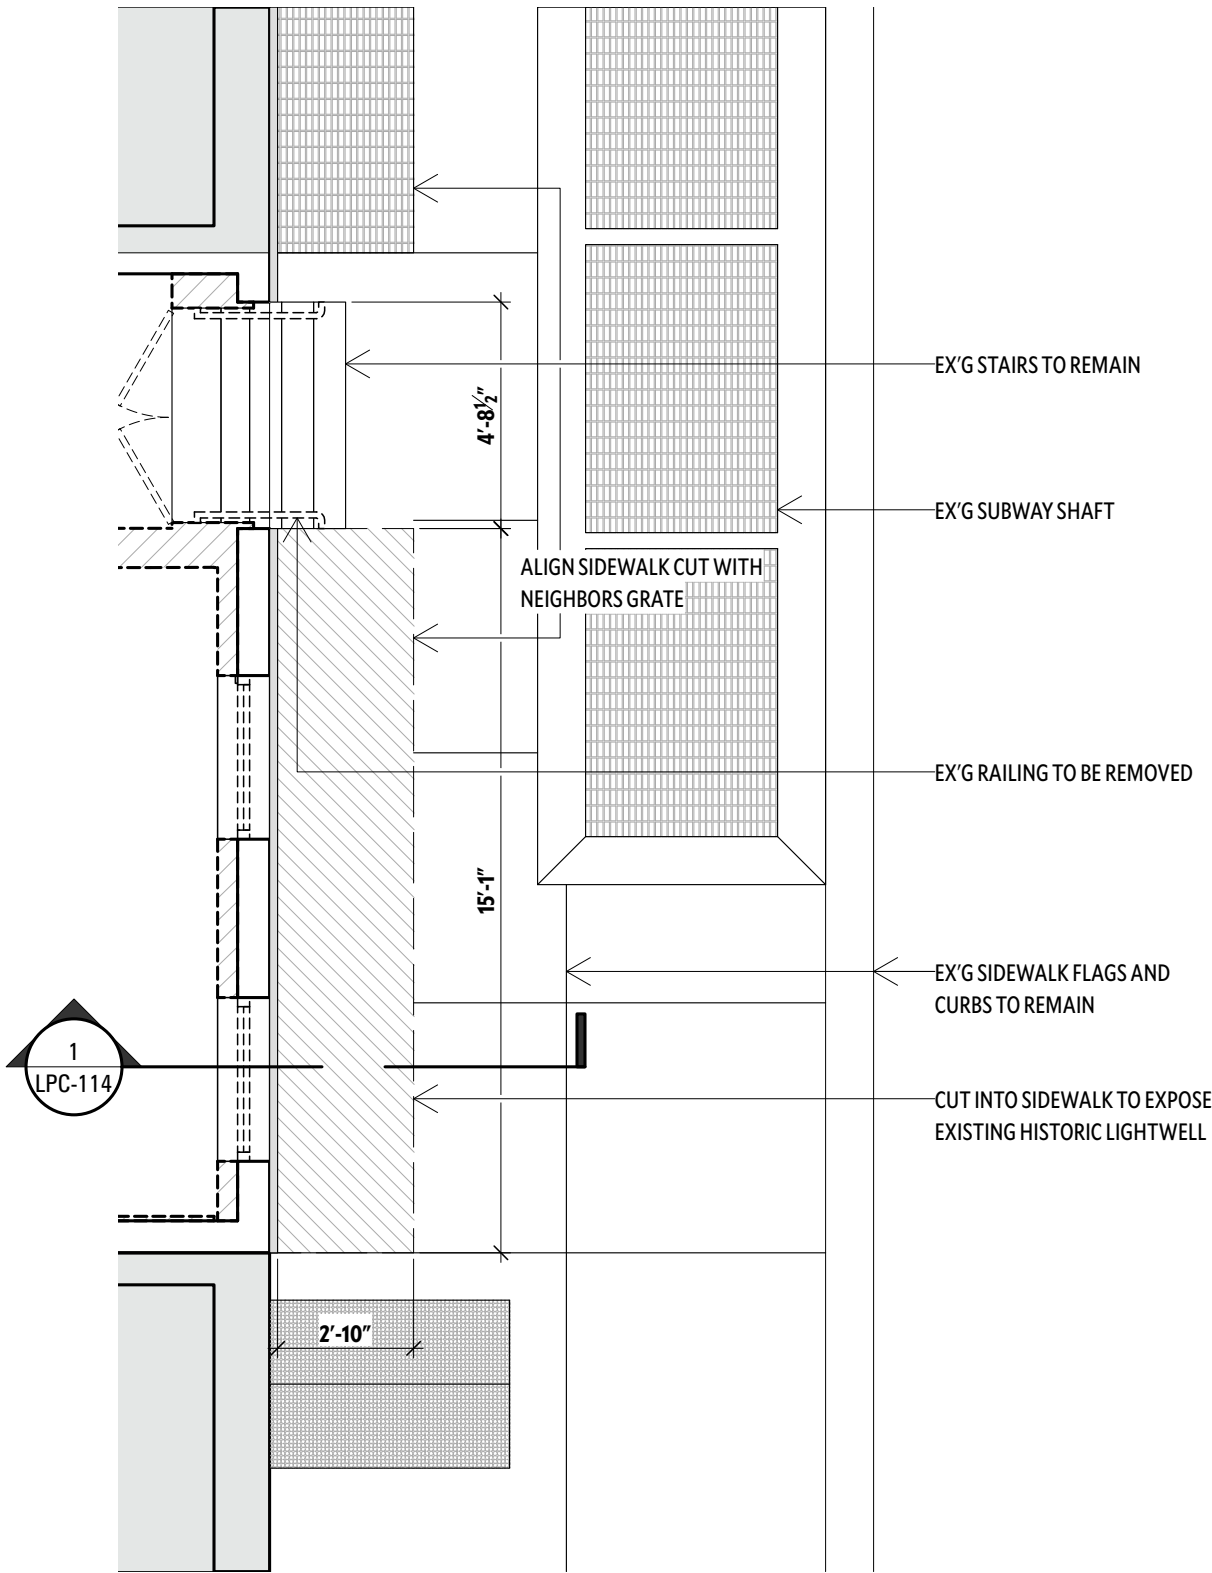 EX'G STAIRS TO REMAIN
4'-8½"
EX'G SUBWAY SHAFT
ALIGN SIDEWALK CUT WITH
NEIGHBORS GRATE
EX'G RAILING TO BE REMOVED
15'-1"
EX'G SIDEWALK FLAGS AND
CURBS TO REMAIN
1
LPC-114
CUT INTO SIDEWALK TO EXPOSE
EXISTING HISTORIC LIGHTWELL
2'-10"